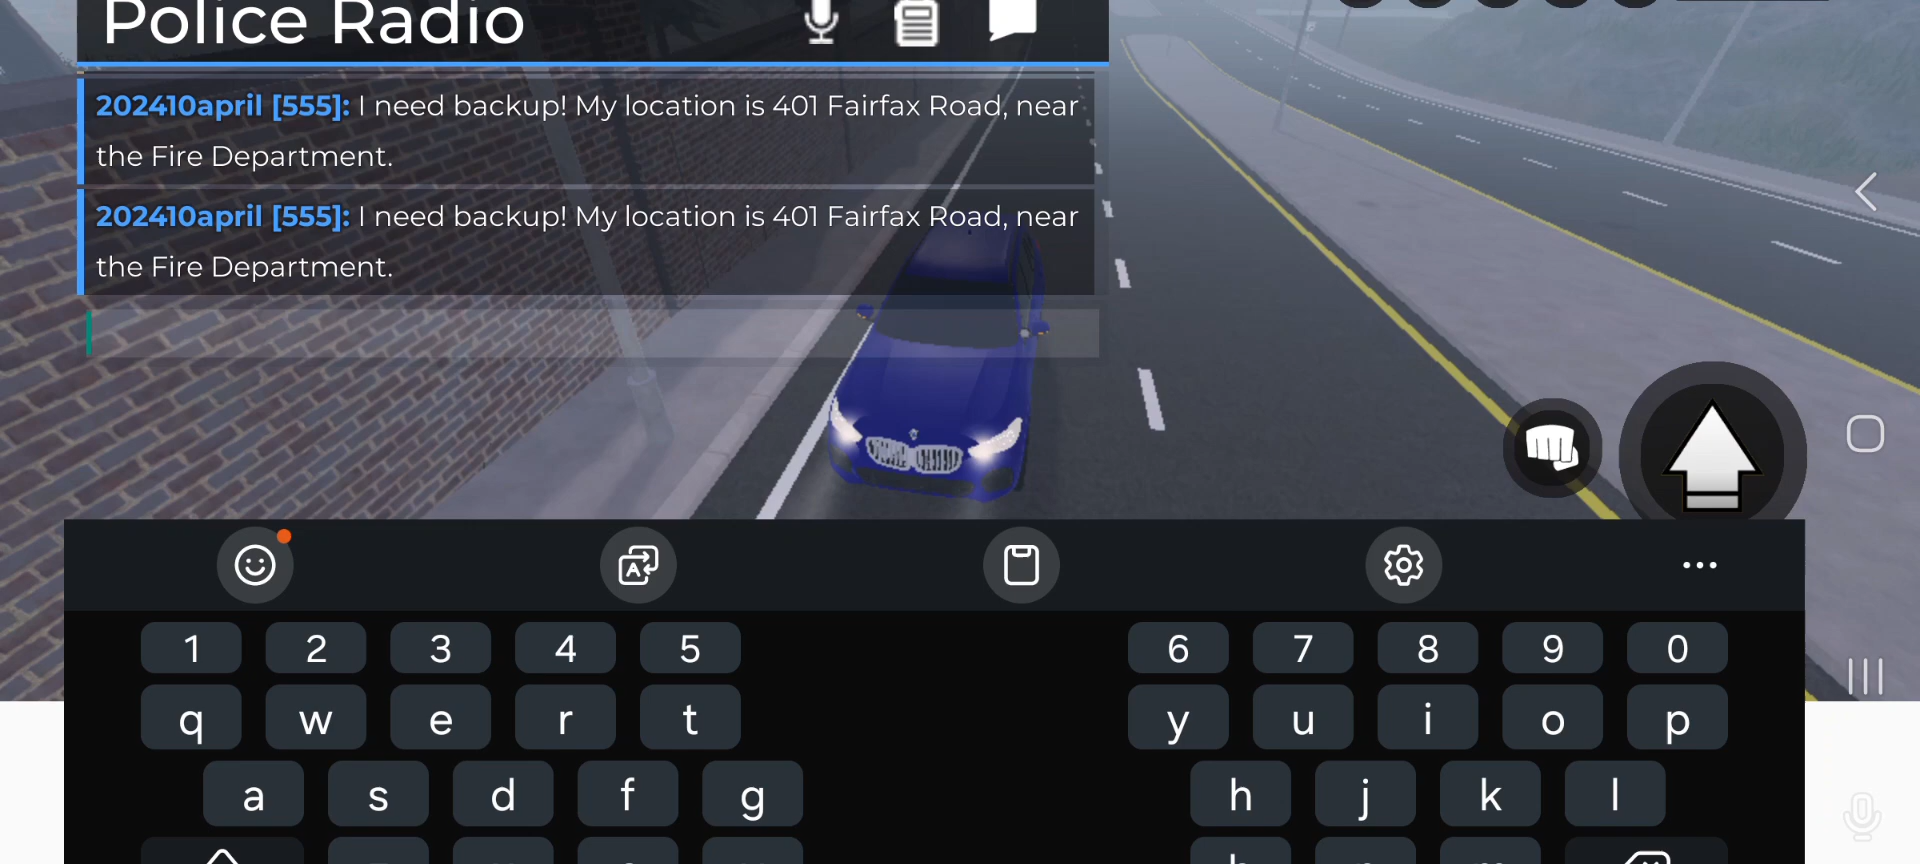 Police Radio
202410april [555]: I need backup! My location is 401 Fairfax Road, near
the Fire Department.
202410april [555]: I need backup! My location is 401 Fairfax Road, near
the Fire Department.
1 2 3 4 5 6 7 8 9 0
q w e r t y u i o p
a s d f g h j k l